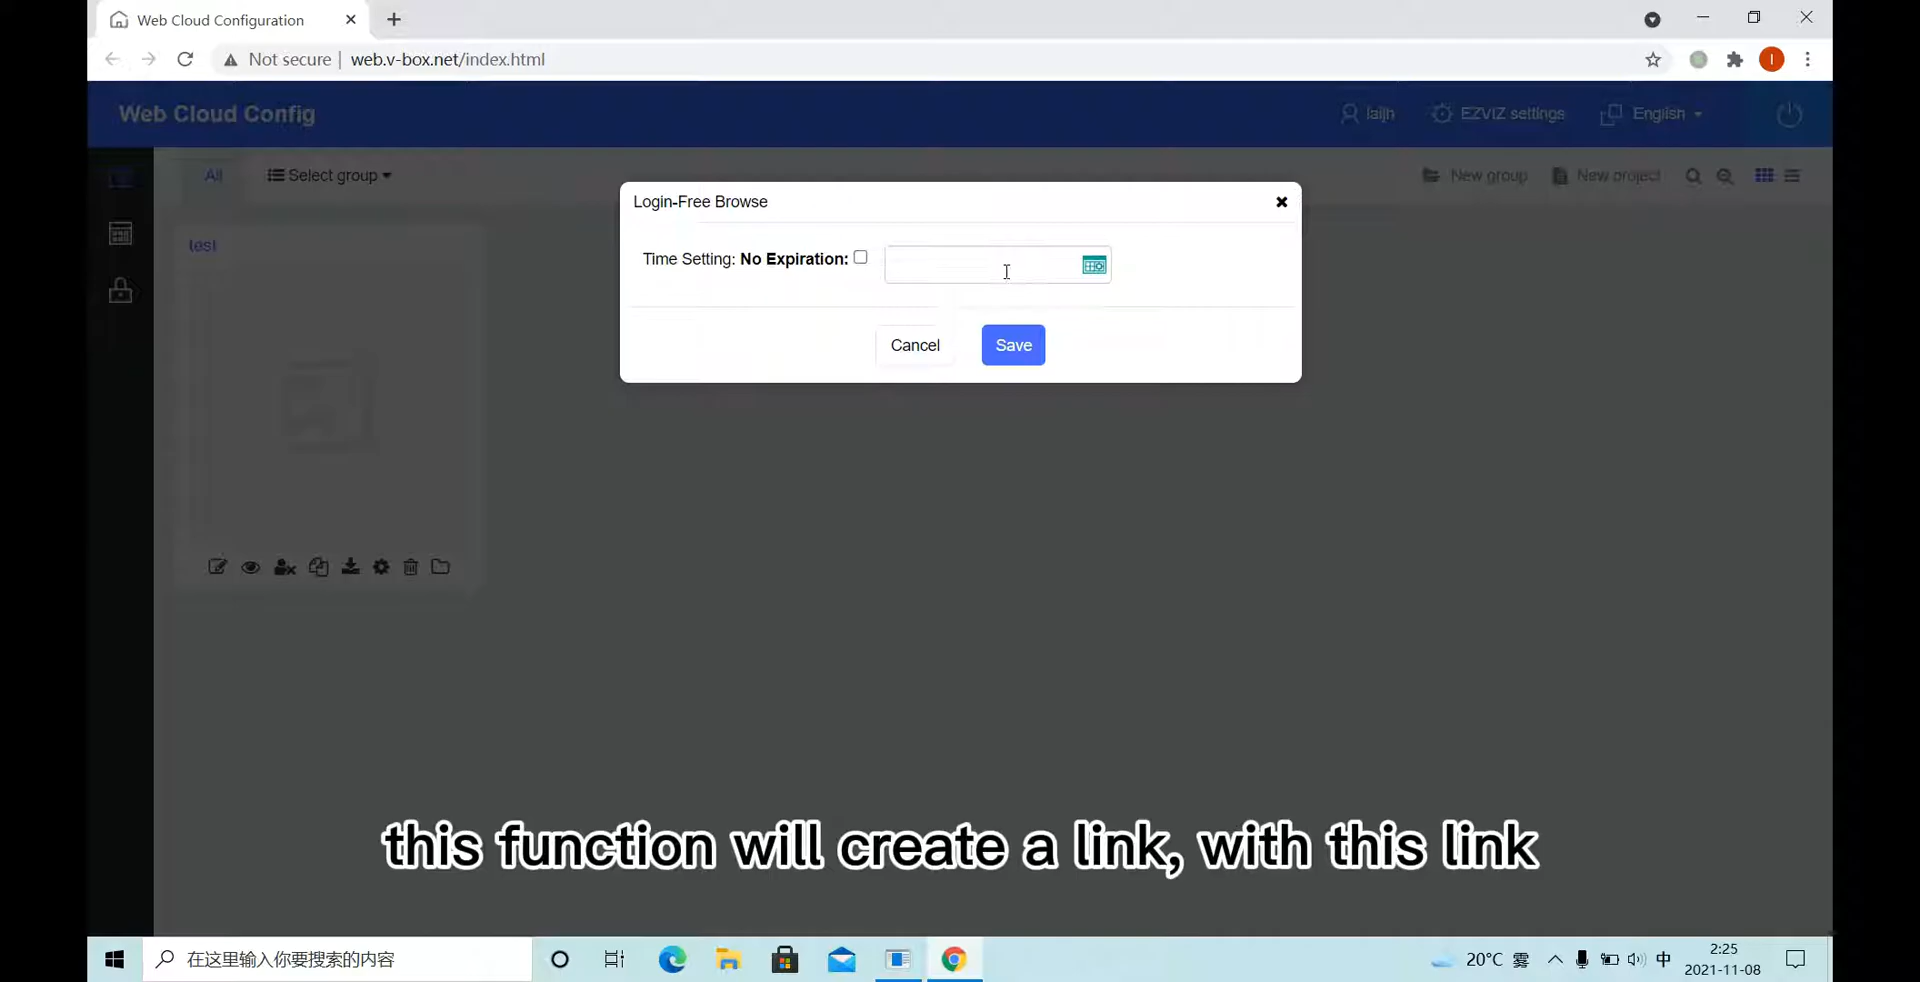 Web Cloud Configuration
Not secure | web.v-box.net/index.html
I
Web Cloud Config
laijh
EZVIZ settings
English
All
Select group
New group
New project
Login-Free Browse
Time Setting: No Expiration:
Cancel
Save
test
this function will create a link, with this link
在这里输入你要搜索的内容
20°C 雾
中
2:25
2021-11-08